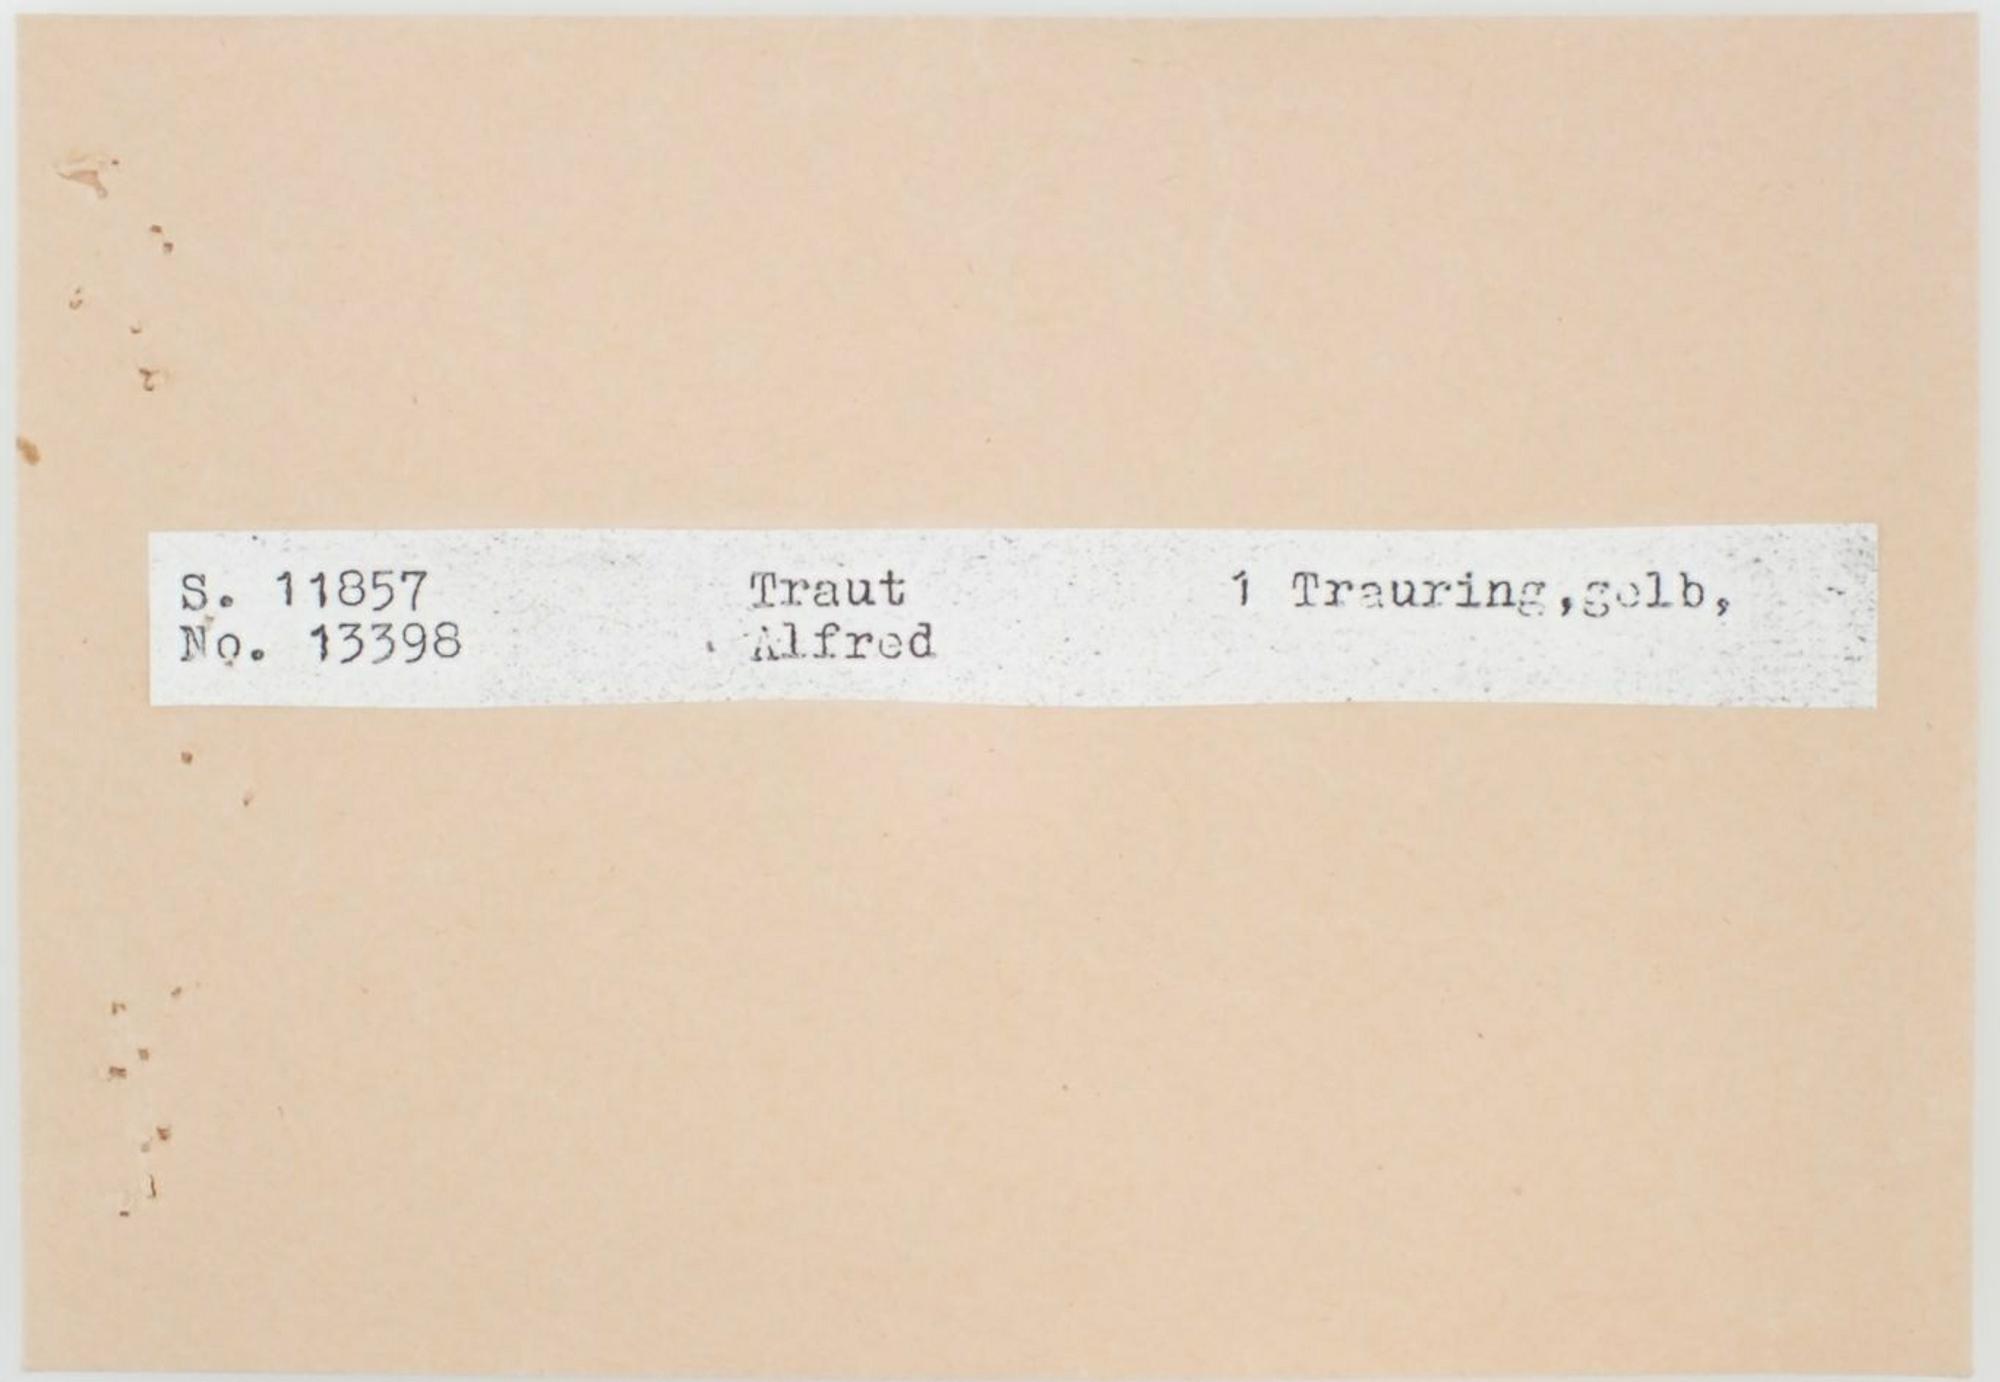 S. 11857 Traut 1 Trauring,gelb,
No. 13398 Alfred